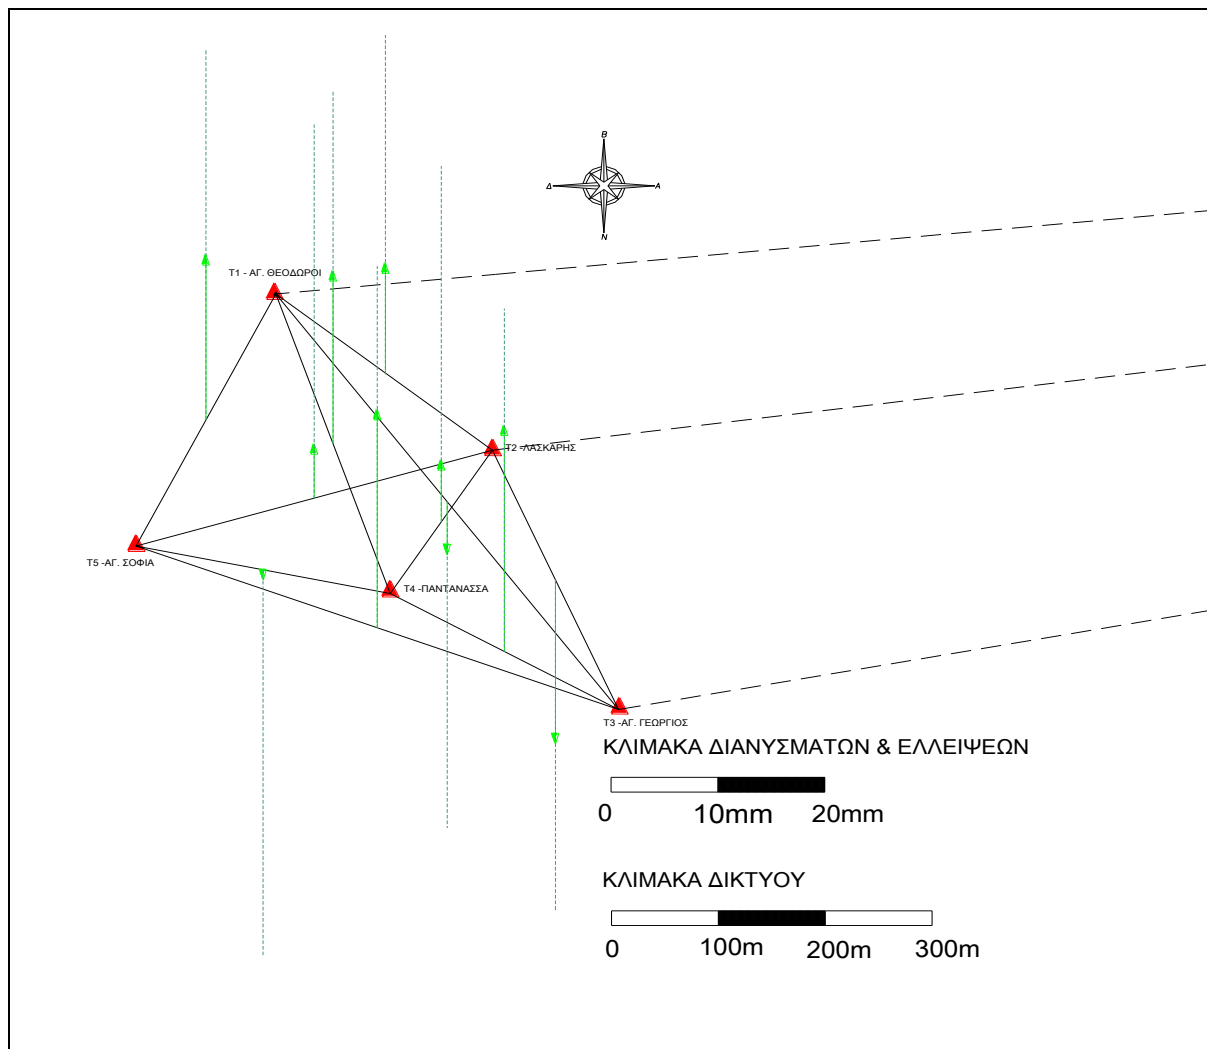 Β
Δ
Α
Ν
Τ1 - ΑΓ. ΘΕΟΔΩΡΟΙ
Τ2 -ΛΑΣΚΑΡΗΣ
Τ5 -ΑΓ. ΣΟΦΙΑ
Τ4 -ΠΑΝΤΑΝΑΣΣΑ
Τ3 -ΑΓ. ΓΕΩΡΓΙΟΣ
ΚΛΙΜΑΚΑ ΔΙΑΝΥΣΜΑΤΩΝ & ΕΛΛΕΙΨΕΩΝ
0 10mm 20mm
ΚΛΙΜΑΚΑ ΔΙΚΤΥΟΥ
0 100m 200m 300m